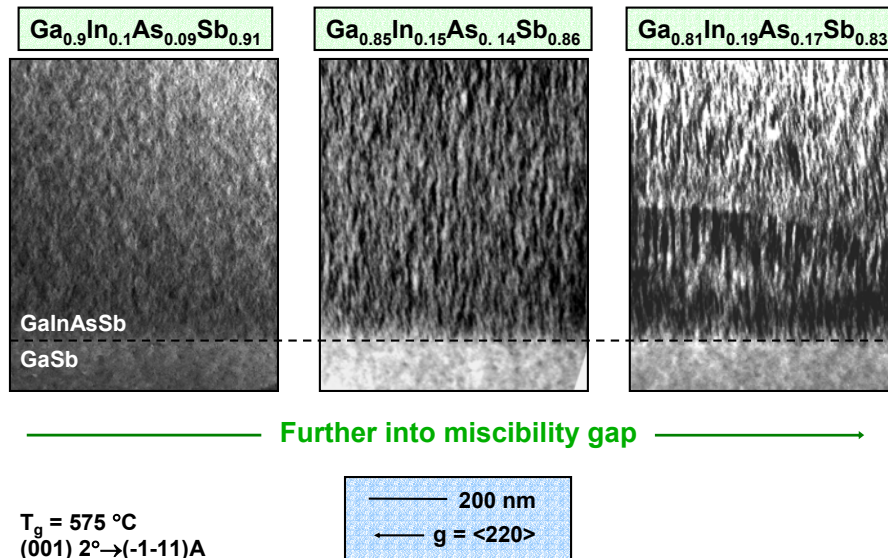 Ga0.9In0.1As0.09Sb0.91
Ga0.85In0.15As0. 14Sb0.86
Ga0.81In0.19As0.17Sb0.83
GaInAsSb
GaSb
Further into miscibility gap
200 nm
g = <220>
Tg = 575 °C
(001) 2°→(-1-11)A